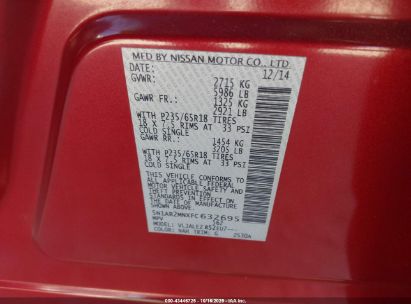 MFD BY NISSAN MOTOR CO., LTD
DATE: 12/14
GVWR: 2715 KG
5986 LB
GAWR FR.: 1325 KG
2921 LB
WITH P235/65R18 TIRES
18 X 7.5 RIMS AT 33 PSI
COLD SINGLE
GAWR RR.: 1454 KG
3205 LB
WITH P235/65R18 TIRES
18 X 7.5 RIMS AT 33 PSI
COLD SINGLE
THIS VEHICLE CONFORMS TO
ALL APPLICABLE FEDERAL
MOTOR VEHICLE SAFETY AND
THEFT PREVENTION
STANDARDS IN EFFECT ON
THE DATE OF MANUFACTURE
SHOWN ABOVE.
5N1AR2MNXFC632695
MPV
MODEL:
COLOR: NAH TRIM: G